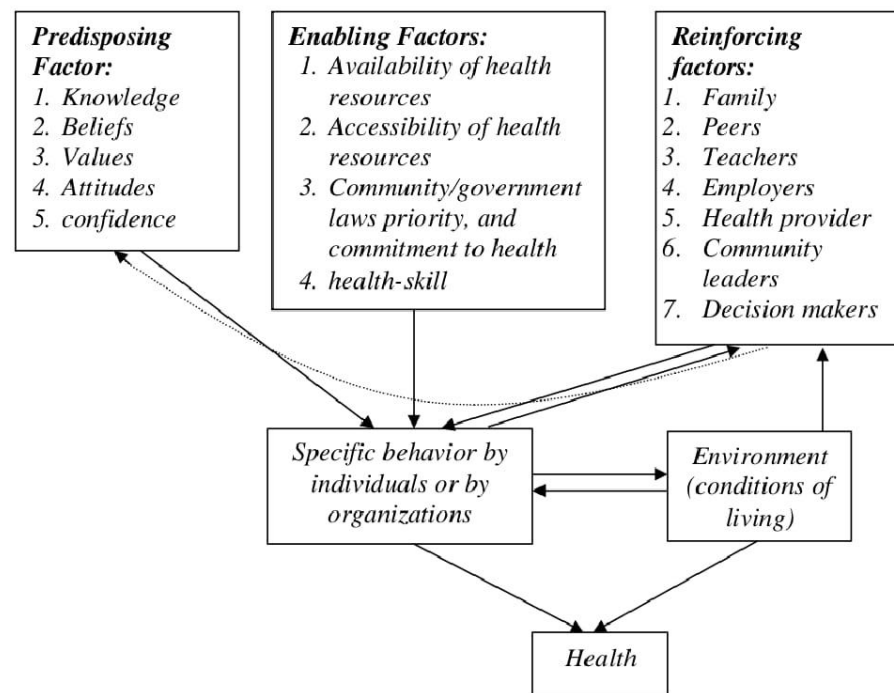 Predisposing
Factor:
1. Knowledge
2. Beliefs
3. Values
4. Attitudes
5. confidence
Enabling Factors:
1. Availability of health
resources
2. Accessibility of health
resources
3. Community/government
laws priority, and
commitment to health
4. health-skill
Reinforcing
factors:
1. Family
2. Peers
3. Teachers
4. Employers
5. Health provider
6. Community
leaders
7. Decision makers
Specific behavior by
individuals or by
organizations
Environment
(conditions of
living)
Health